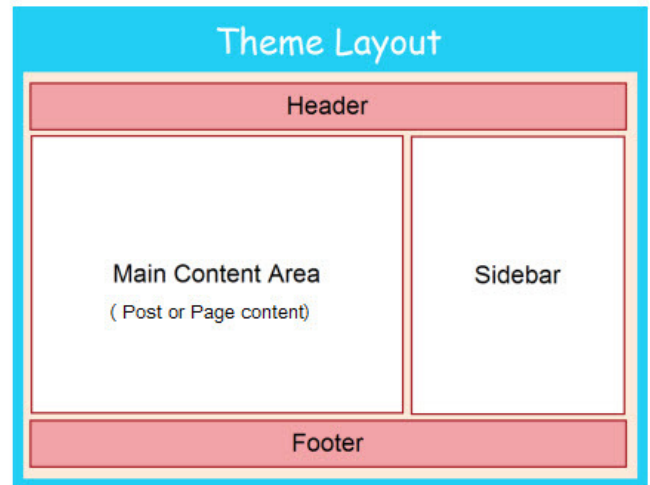 Theme Layout
Header
Main Content Area
( Post or Page content)
Sidebar
Footer